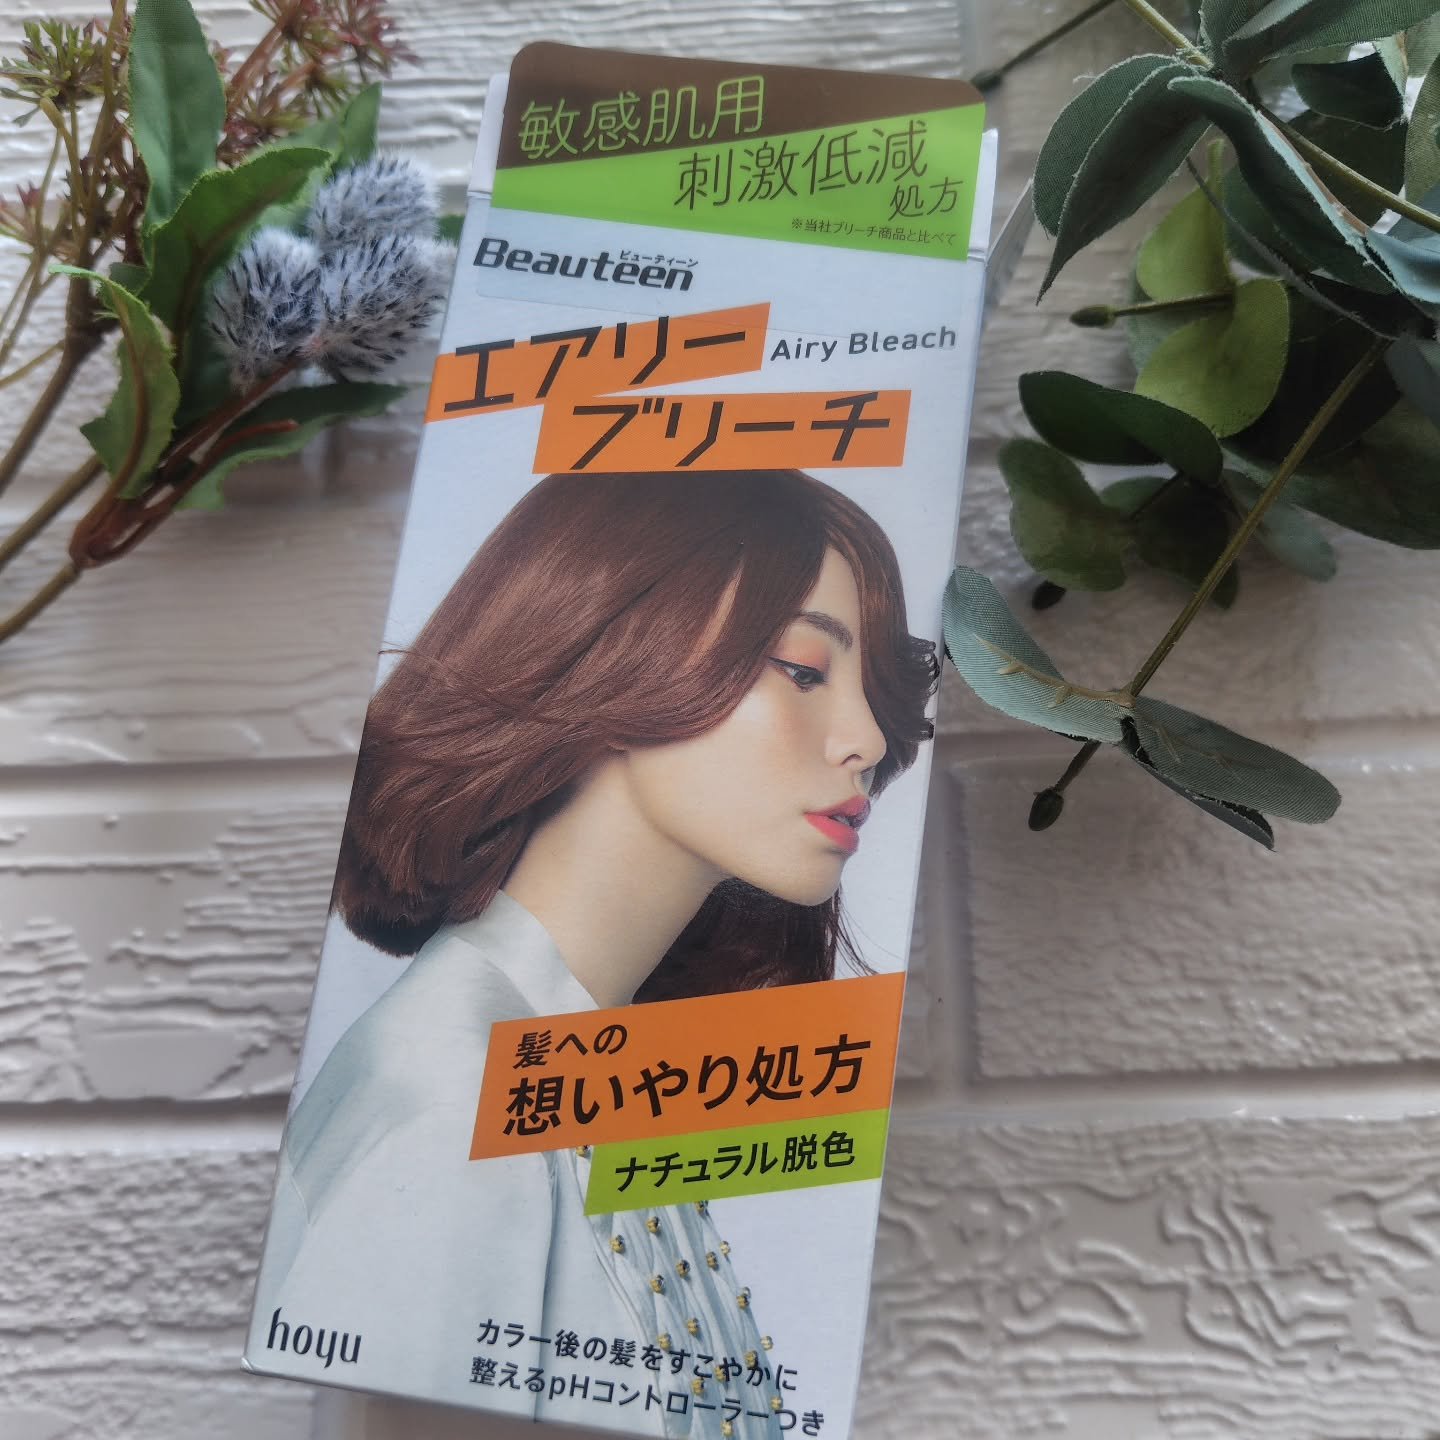 敏感肌用
刺激低減
処方
※当社ブリーチ商品と比べて
ビューティーン
Beauteen
エアリー
Airy Bleach
ブリーチ
髪への
想いやり処方
ナチュラル脱色
hoyu
カラー後の髪をすこやかに
整えるpHコントローラーつき